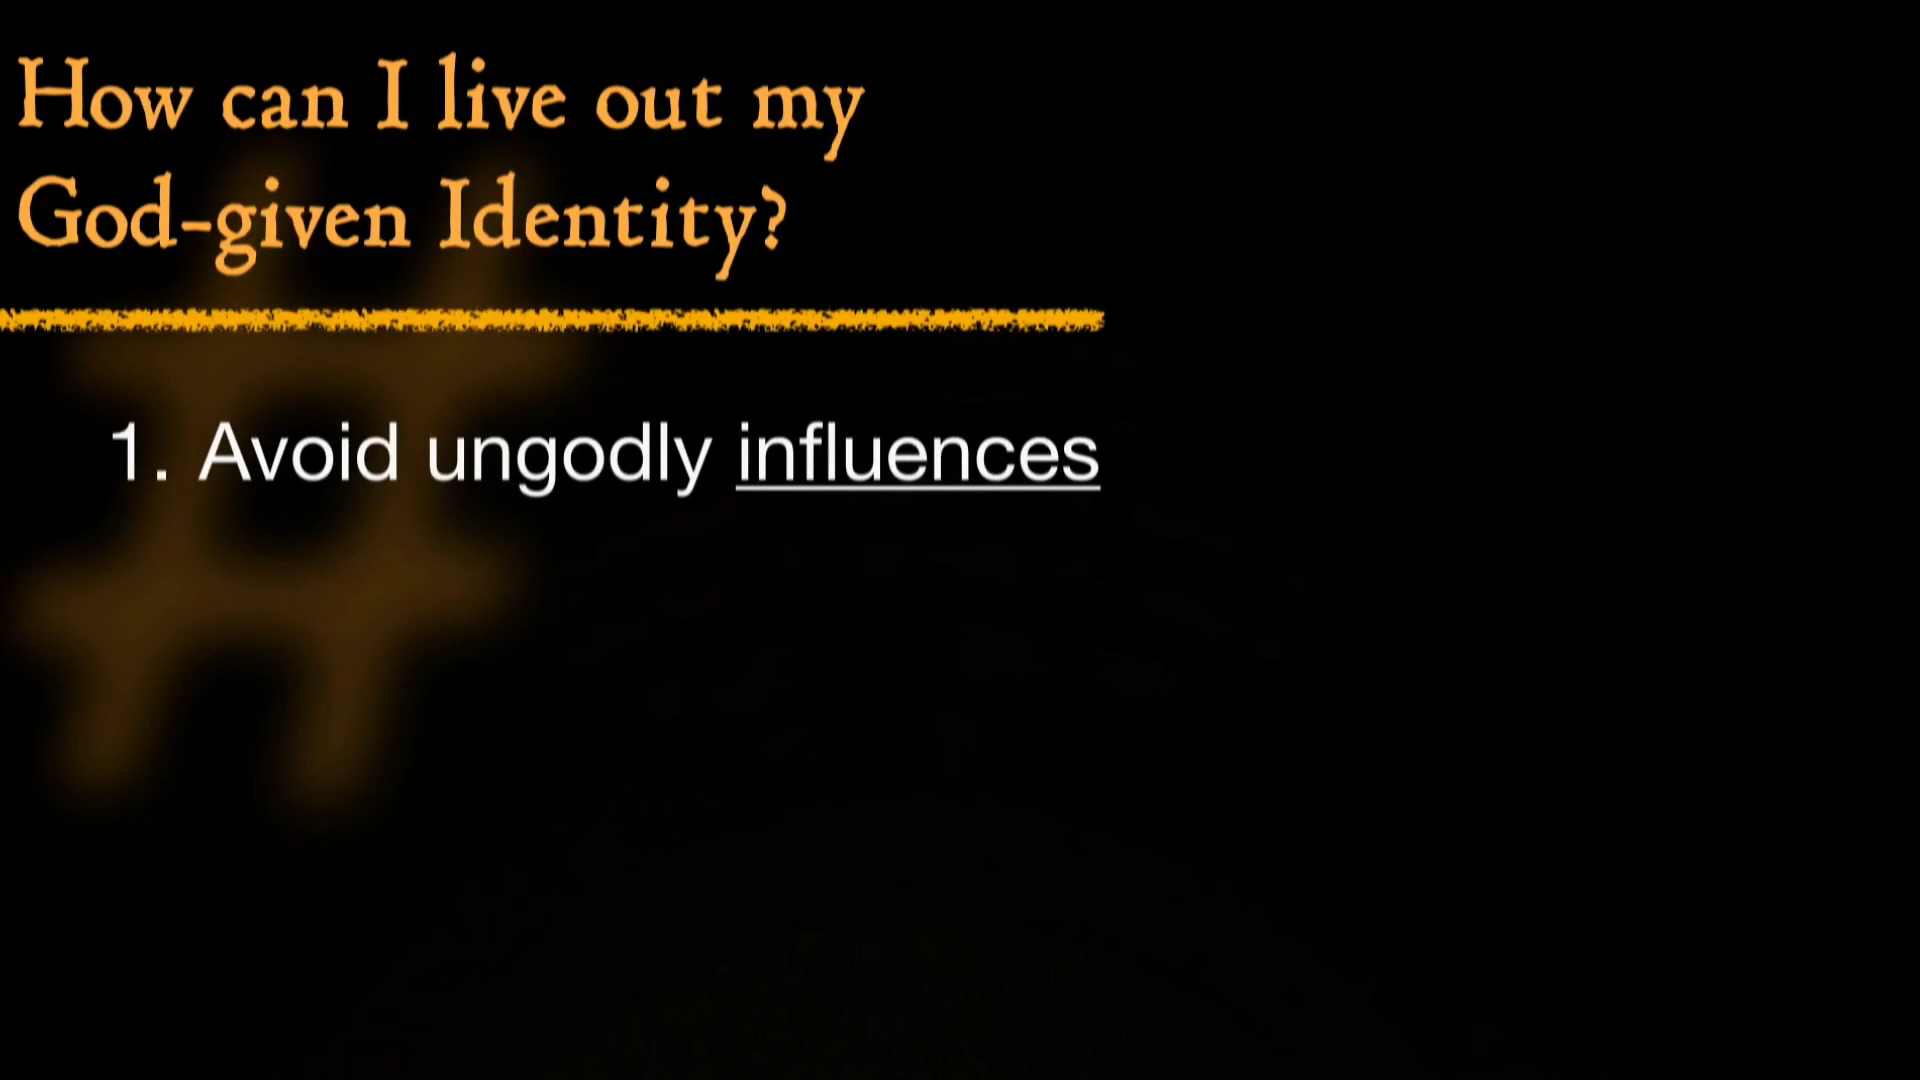 How can I live out my
God-given Identity?
1. Avoid ungodly influences